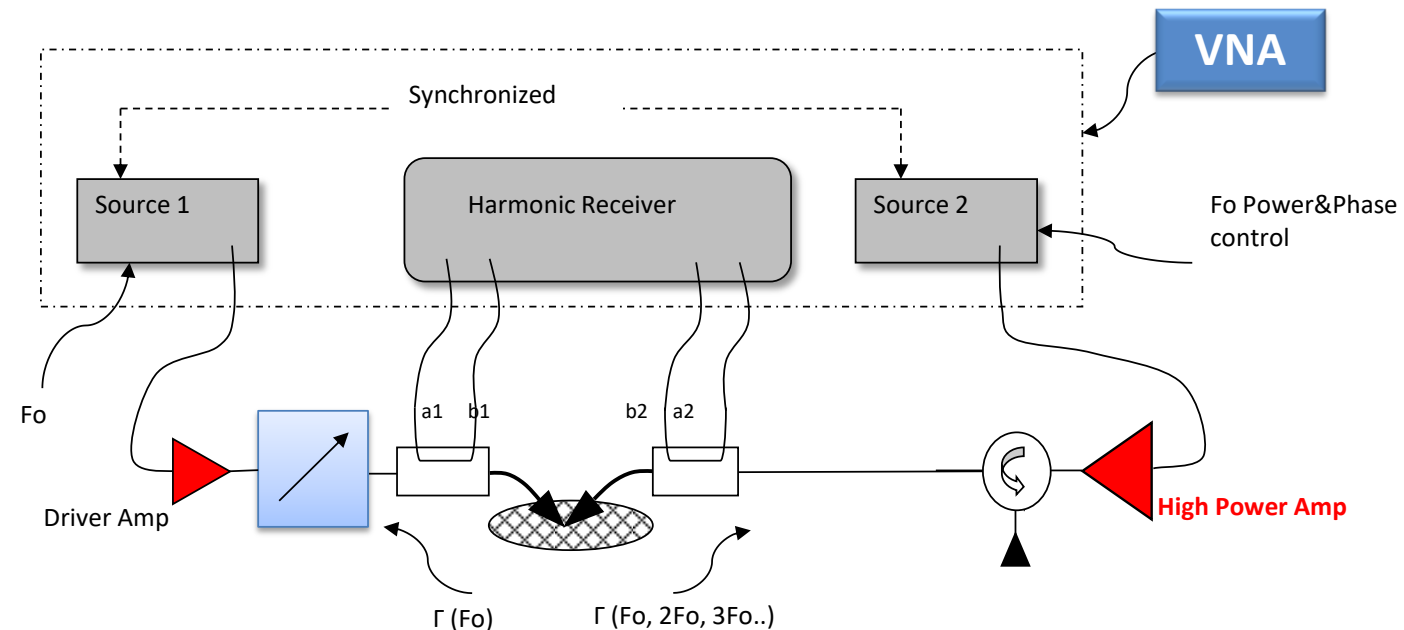 VNA
Synchronized
Source 1
Harmonic Receiver
Source 2
Fo Power&Phase
control
Fo
a1
b1
b2
a2
Driver Amp
High Power Amp
Γ (Fo)
Γ (Fo, 2Fo, 3Fo..)